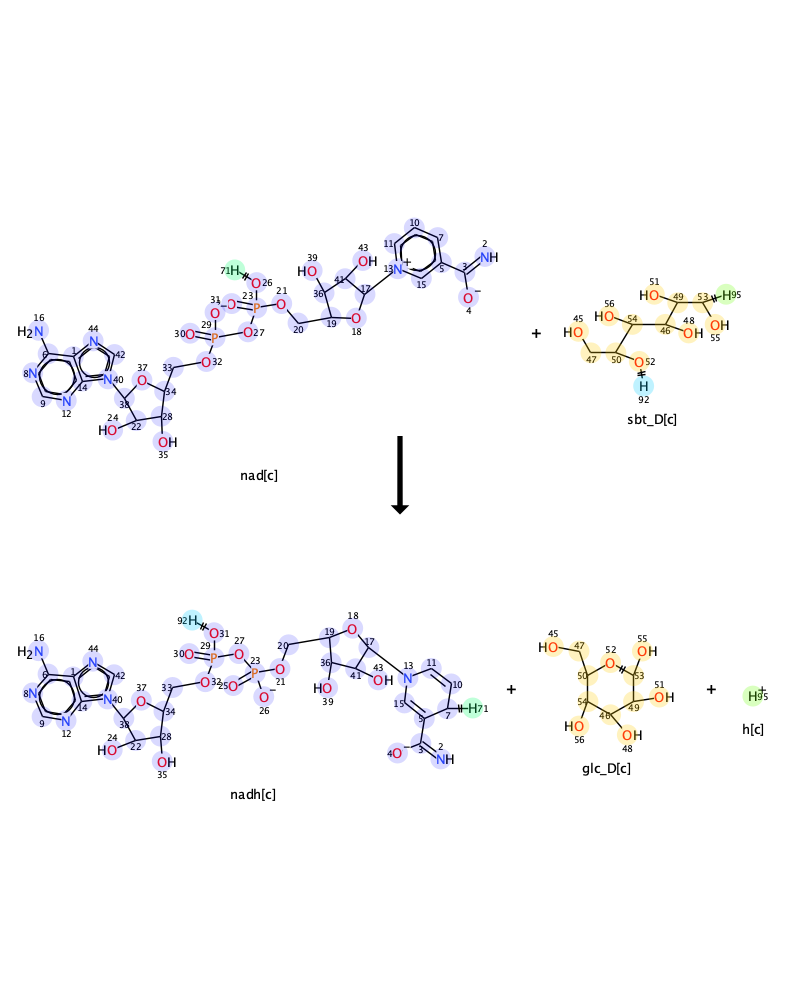 10
7
11 2
39 43 + NH
71 H HO OH 13 N 5 3
26 41 15
O 17 O−
31 O− O 23 O 21 36 4
25 P O 19 O 18
16 29 27 20
H2N 30 O P
44 O 32
6 N 1 42 33
8 N 37 34
N 40 O
9 N 14 38
12 24 28
HO 22
OH
35
51 53 H 95
HO 49
56 OH
45 HO 54 48 55
HO 46 OH
47 50 O 52
H
92
+
nad[c]
sbt_D[c]
92 H 31
O 18
16 29 27 20 19 O 17
H2N 30 O P O 23 O
44 O 32 25 O P 21 36 43 13 11
6 N 1 42 33 O− 41 OH N 10
8 N 37 34 26 HO 15 7 H 71
N 40 O 39 5
9 N 14 38 4 O− 3 2
12 24 28 NH
HO 22
OH
35
45 47 52 55
HO O OH
50 53 51
54 49 OH
HO 46 OH
56 48
+
+
H+ 95
nadh[c]
glc_D[c]
h[c]